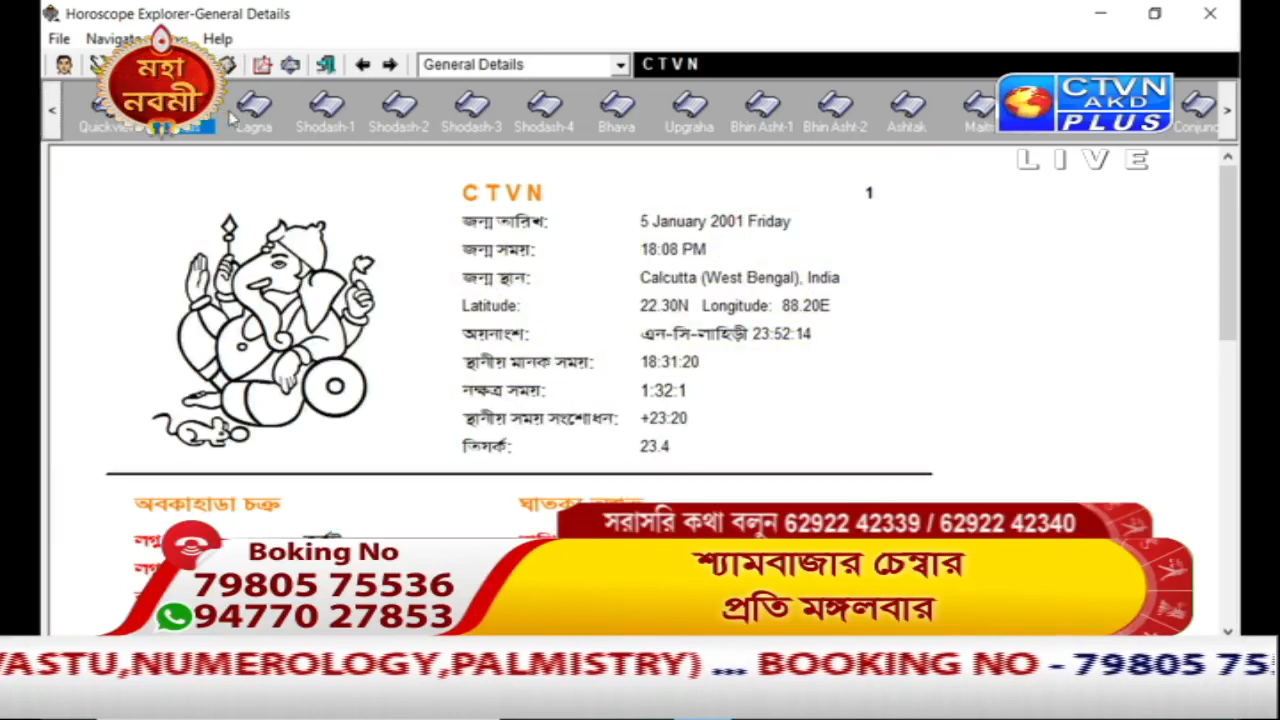 Horoscope Explorer-General Details
File Navigate Help
General Details
C T V N
মহা
নবমী
CTVN
AKD
PLUS
LIVE
Lagna Shodash-1 Shodash-2 Shodash-3 Shodash-4 Bhava Upgraha Bhin Asht-1 Bhin Asht-2 Ashtak
C T V N 1
জন্ম তারিখ: 5 January 2001 Friday
জন্ম সময়: 18:08 PM
জন্ম স্থান: Calcutta (West Bengal), India
Latitude: 22.30N Longitude: 88.20E
অয়নাংশ: এন-সি-লাহিড়ী 23:52:14
স্থানীয় মানক সময়: 18:31:20
নক্ষত্র সময়: 1:32:1
স্থানীয় সময় সংশোধন: +23:20
তির্সক: 23.4
অবকাহাডা চক্র
সরাসরি কথা বলুন 62922 42339 / 62922 42340
Boking No
79805 75536
94770 27853
শ্যামবাজার চেম্বার
প্রতি মঙ্গলবার
VASTU,NUMEROLOGY,PALMISTRY) ... BOOKING NO - 79805 75